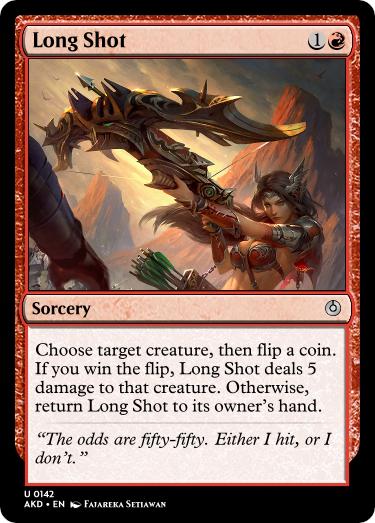 Long Shot 1
Sorcery
Choose target creature, then flip a coin.
If you win the flip, Long Shot deals 5
damage to that creature. Otherwise,
return Long Shot to its owner's hand.
"The odds are fifty-fifty. Either I hit, or I
don't."
U 0142
AKD • EN Fajareka Setiawan